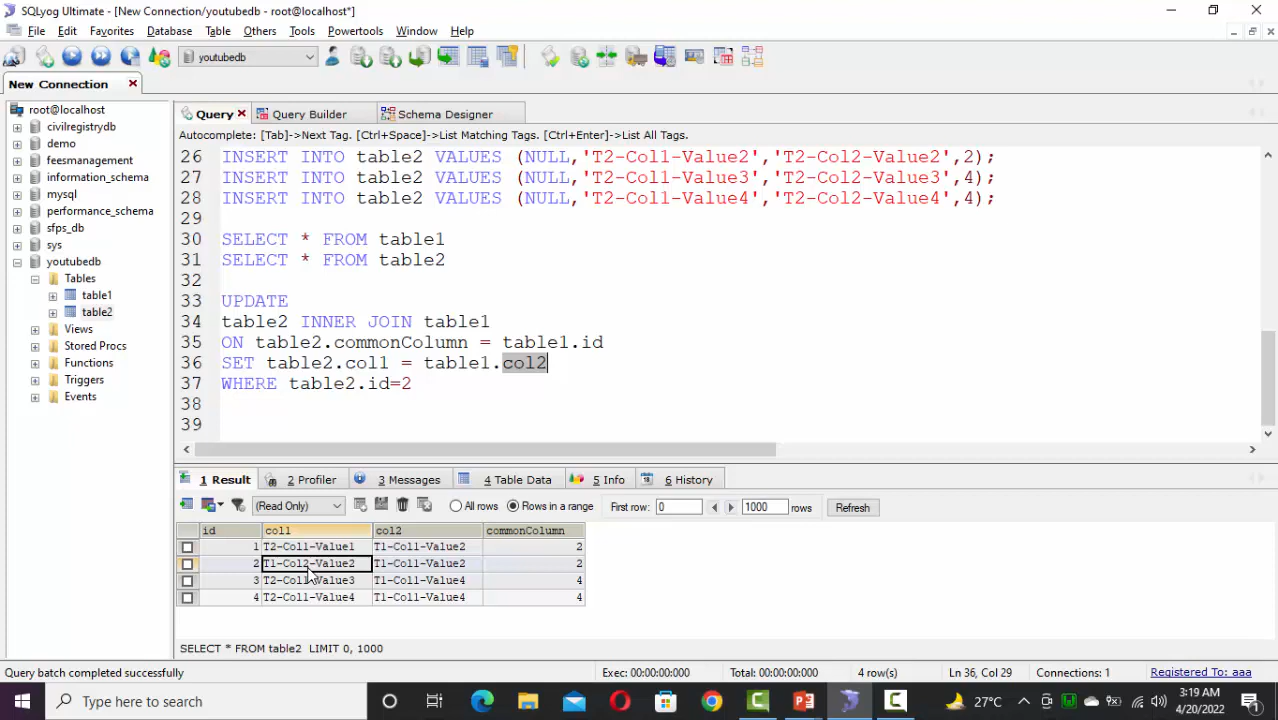 SQLyog Ultimate - [New Connection/youtubedb - root@localhost*]
File Edit Favorites Database Table Others Tools Powertools Window Help
youtubedb
New Connection
root@localhost
civilregistrydb
demo
feesmanagement
information_schema
mysql
performance_schema
sfps_db
sys
youtubedb
Tables
table1
table2
Views
Stored Procs
Functions
Triggers
Events
Query Query Builder Schema Designer
Autocomplete: [Tab]->Next Tag. [Ctrl+Space]->List Matching Tags. [Ctrl+Enter]->List All Tags.
26 INSERT INTO table2 VALUES (NULL,'T2-Col1-Value2','T2-Col2-Value2',2);
27 INSERT INTO table2 VALUES (NULL,'T2-Col1-Value3','T2-Col2-Value3',4);
28 INSERT INTO table2 VALUES (NULL,'T2-Col1-Value4','T2-Col2-Value4',4);
29
30 SELECT * FROM table1
31 SELECT * FROM table2
32
33 UPDATE
34 table2 INNER JOIN table1
35 ON table2.commonColumn = table1.id
36 SET table2.col1 = table1.col2
37 WHERE table2.id=2
38
39
1 Result 2 Profiler 3 Messages 4 Table Data 5 Info 6 History
(Read Only) All rows Rows in a range First row: 0 1000 rows Refresh
id col1 col2 commonColumn
1 T2-Col1-Value1 T1-Col1-Value2 2
2 T1-Col2-Value2 T1-Col1-Value2 2
3 T2-Col1-Value3 T1-Col1-Value4 4
4 T2-Col1-Value4 T1-Col1-Value4 4
SELECT * FROM table2 LIMIT 0, 1000
Query batch completed successfully Exec: 00:00:00:000 Total: 00:00:00:000 4 row(s) Ln 36, Col 29 Connections: 1 Registered To: aaa
Type here to search 27°C 3:19 AM
4/20/2022 1